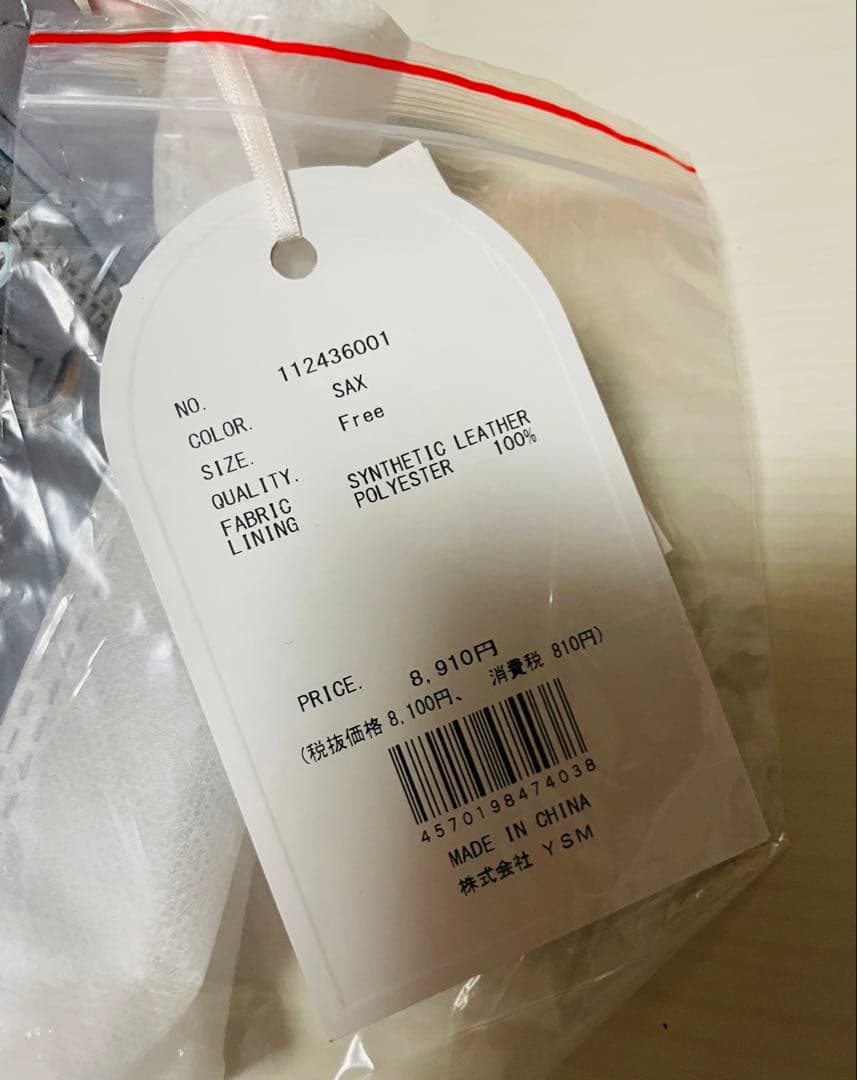 NO. 112436001
COLOR. SAX
SIZE. Free
QUALITY.
FABRIC SYNTHETIC LEATHER
LINING POLYESTER 100%
PRICE. 8,910円
(税抜価格 8,100円、 消費税 810円)
4570198474038
MADE IN CHINA
株式会社 YSM